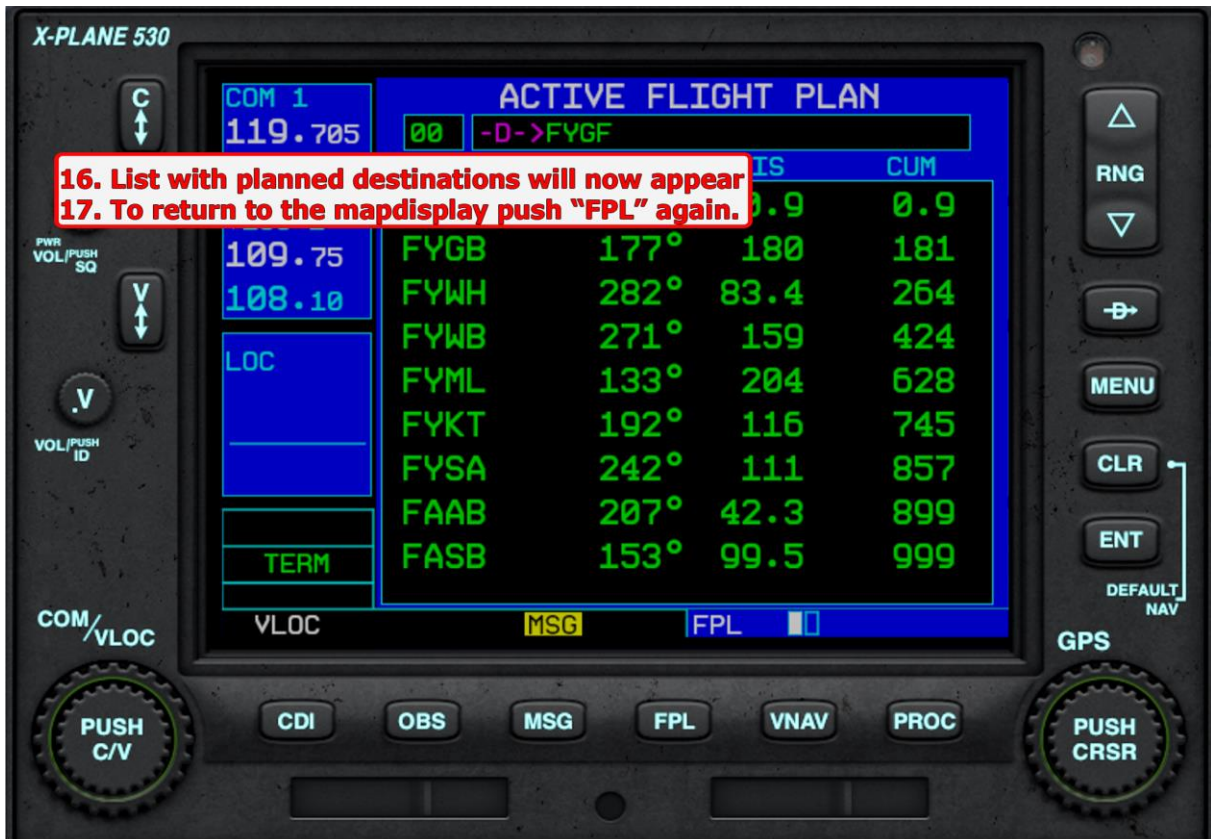 X-PLANE 530
C
COM 1
119.705
ACTIVE FLIGHT PLAN
00 -D->FYGF
16. List with planned destinations will now appear
17. To return to the mapdisplay push “FPL” again.
CUM
0.9
PWR
VOL/PUSH
SQ
109.75
108.10
V
FYGB 177° 180 181
FYWH 282° 83.4 264
FYWB 271° 159 424
FYML 133° 204 628
FYKT 192° 116 745
FYSA 242° 111 857
FAAB 207° 42.3 899
FASB 153° 99.5 999
LOC
.V
VOL/PUSH
ID
TERM
VLOC
MSG
FPL
RNG
D
MENU
CLR
ENT
DEFAULT
NAV
COM/VLOC
GPS
PUSH
C/V
CDI OBS MSG FPL VNAV PROC
PUSH
CRSR